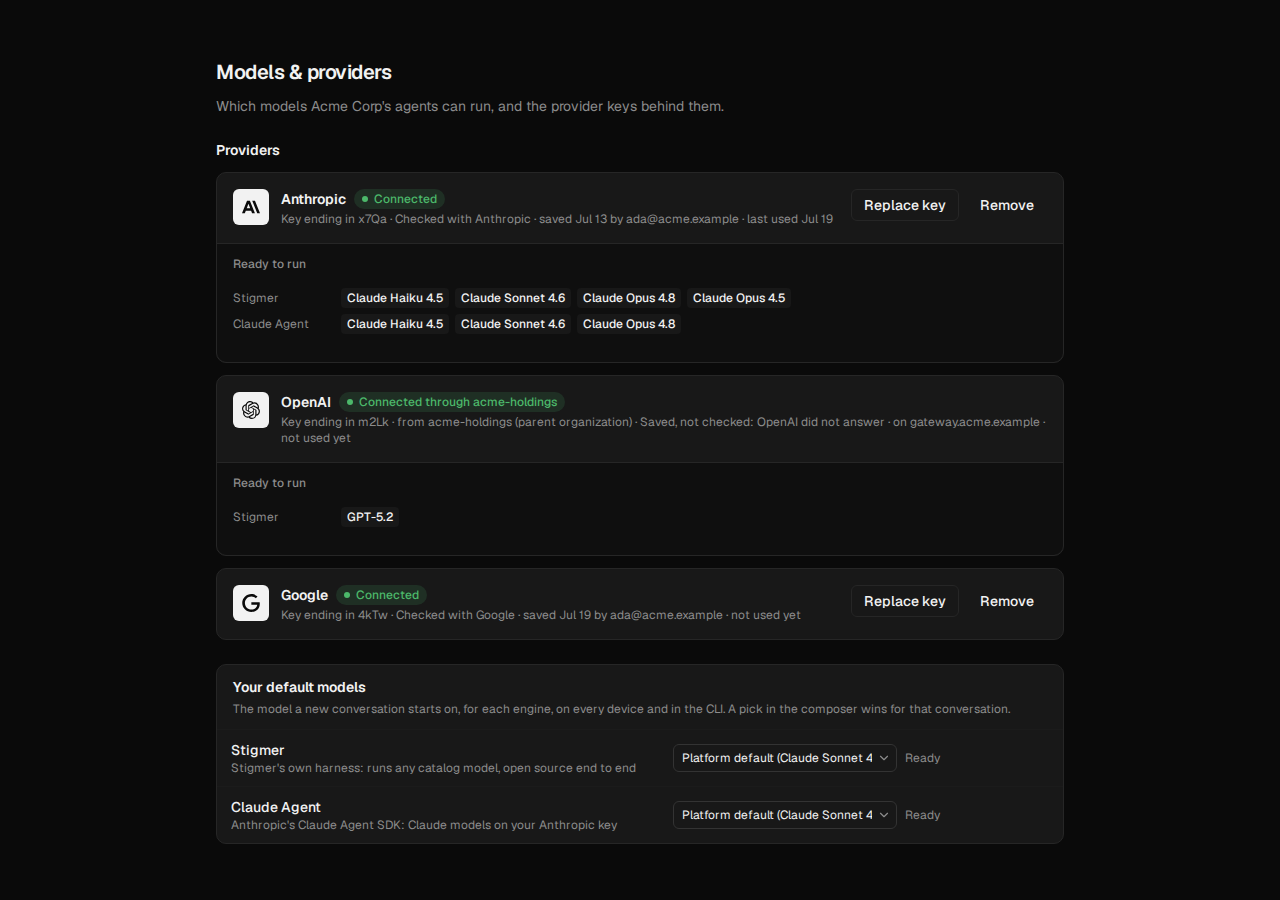 Models & providers
Which models Acme Corp's agents can run, and the provider keys behind them.
Providers
Anthropic
Connected
Key ending in x7Qa · Checked with Anthropic · saved Jul 13 by ada@acme.example · last used Jul 19
Replace key
Remove
Ready to run
Stigmer
Claude Haiku 4.5
Claude Sonnet 4.6
Claude Opus 4.8
Claude Opus 4.5
Claude Agent
Claude Haiku 4.5
Claude Sonnet 4.6
Claude Opus 4.8
OpenAI
Connected through acme-holdings
Key ending in m2Lk · from acme-holdings (parent organization) · Saved, not checked: OpenAI did not answer · on gateway.acme.example ·
not used yet
Ready to run
Stigmer
GPT-5.2
Google
Connected
Key ending in 4kTw · Checked with Google · saved Jul 19 by ada@acme.example · not used yet
Replace key
Remove
Your default models
The model a new conversation starts on, for each engine, on every device and in the CLI. A pick in the composer wins for that conversation.
Stigmer
Stigmer's own harness: runs any catalog model, open source end to end
Platform default (Claude Sonnet 4
Ready
Claude Agent
Anthropic's Claude Agent SDK: Claude models on your Anthropic key
Platform default (Claude Sonnet 4
Ready